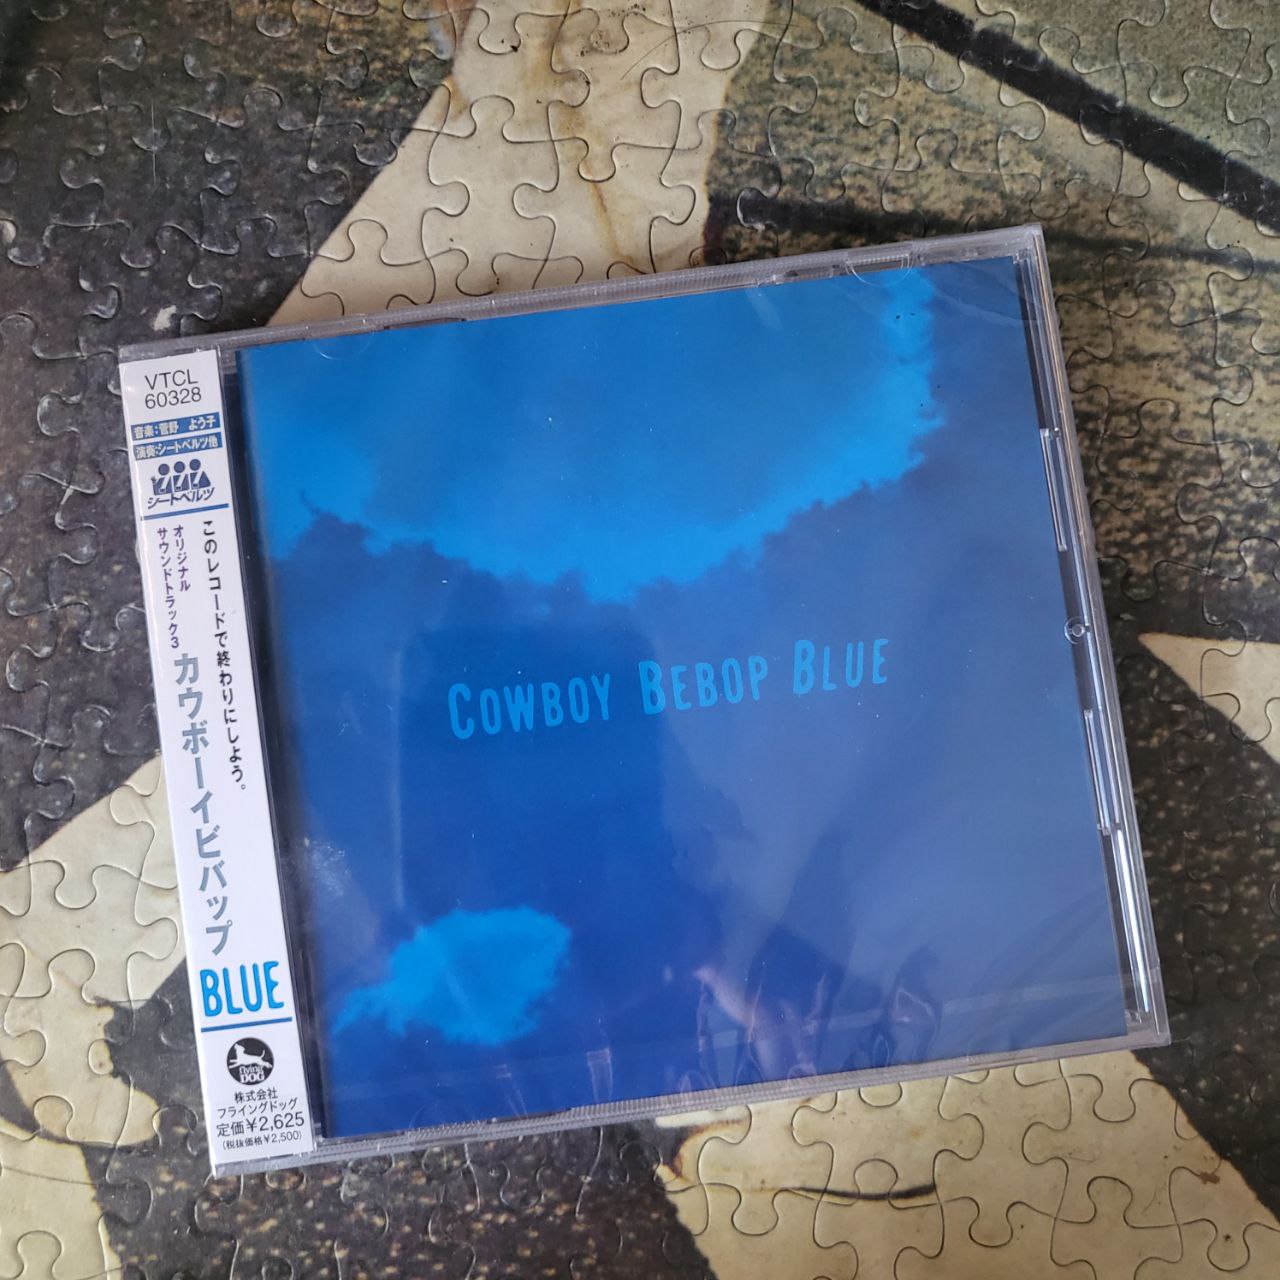 VTCL
60328
音楽:菅野 よう子
演奏:シートベルツ他
シートベルツ
このレコードで終わりにしよう。
オリジナル
サウンドトラック3
カウボーイビバップ
BLUE
flying
DOG
株式会社
フライングドッグ
定価¥2,625
(税抜価格¥2,500)
COWBOY BEBOP BLUE